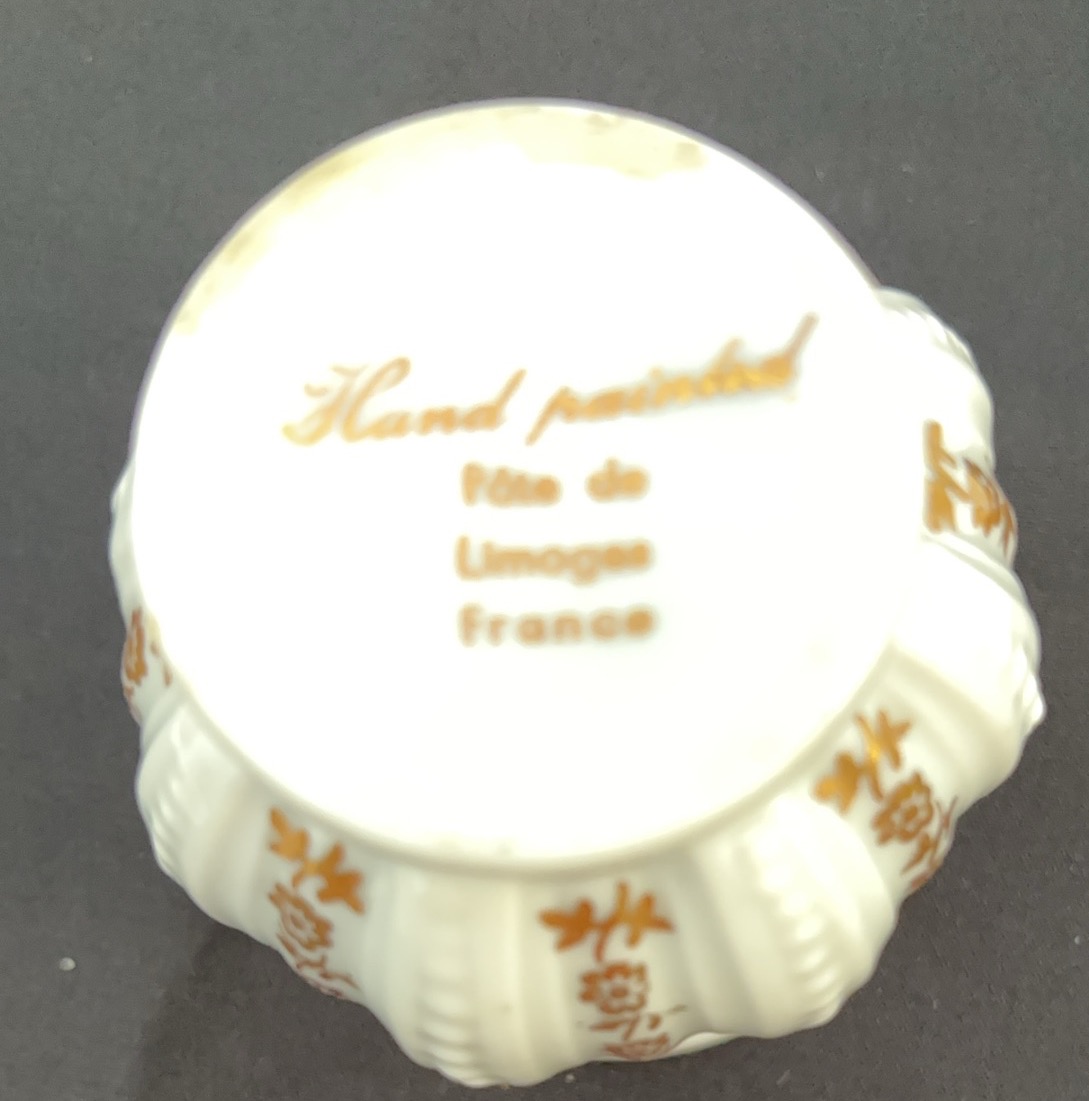 Hand painted
Pâte de
Limoges
France